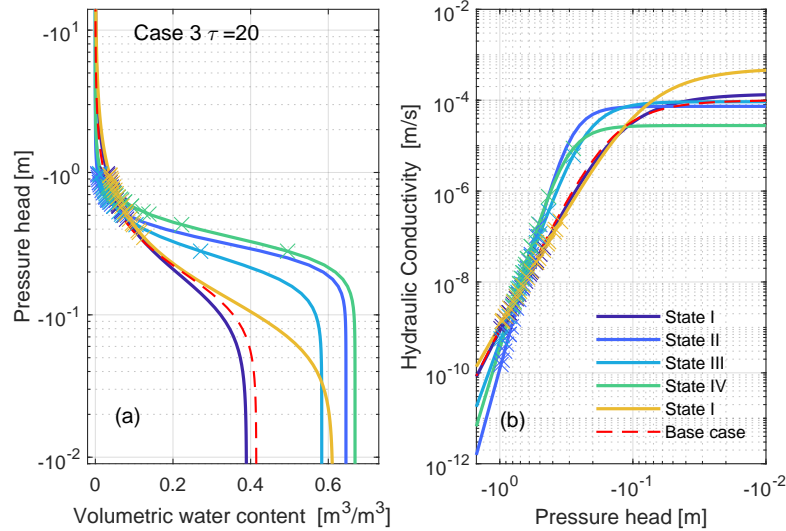 Case 3 τ =20
-10¹
-10⁰
-10⁻¹
-10⁻²
Pressure head [m]
0
0.2
0.4
0.6
Volumetric water content [m³/m³]
(a)
10⁻²
10⁻⁴
10⁻⁶
10⁻⁸
10⁻¹⁰
10⁻¹²
Hydraulic Conductivity [m/s]
State I
State II
State III
State IV
State I
Base case
(b)
-10⁰
-10⁻¹
-10⁻²
Pressure head [m]